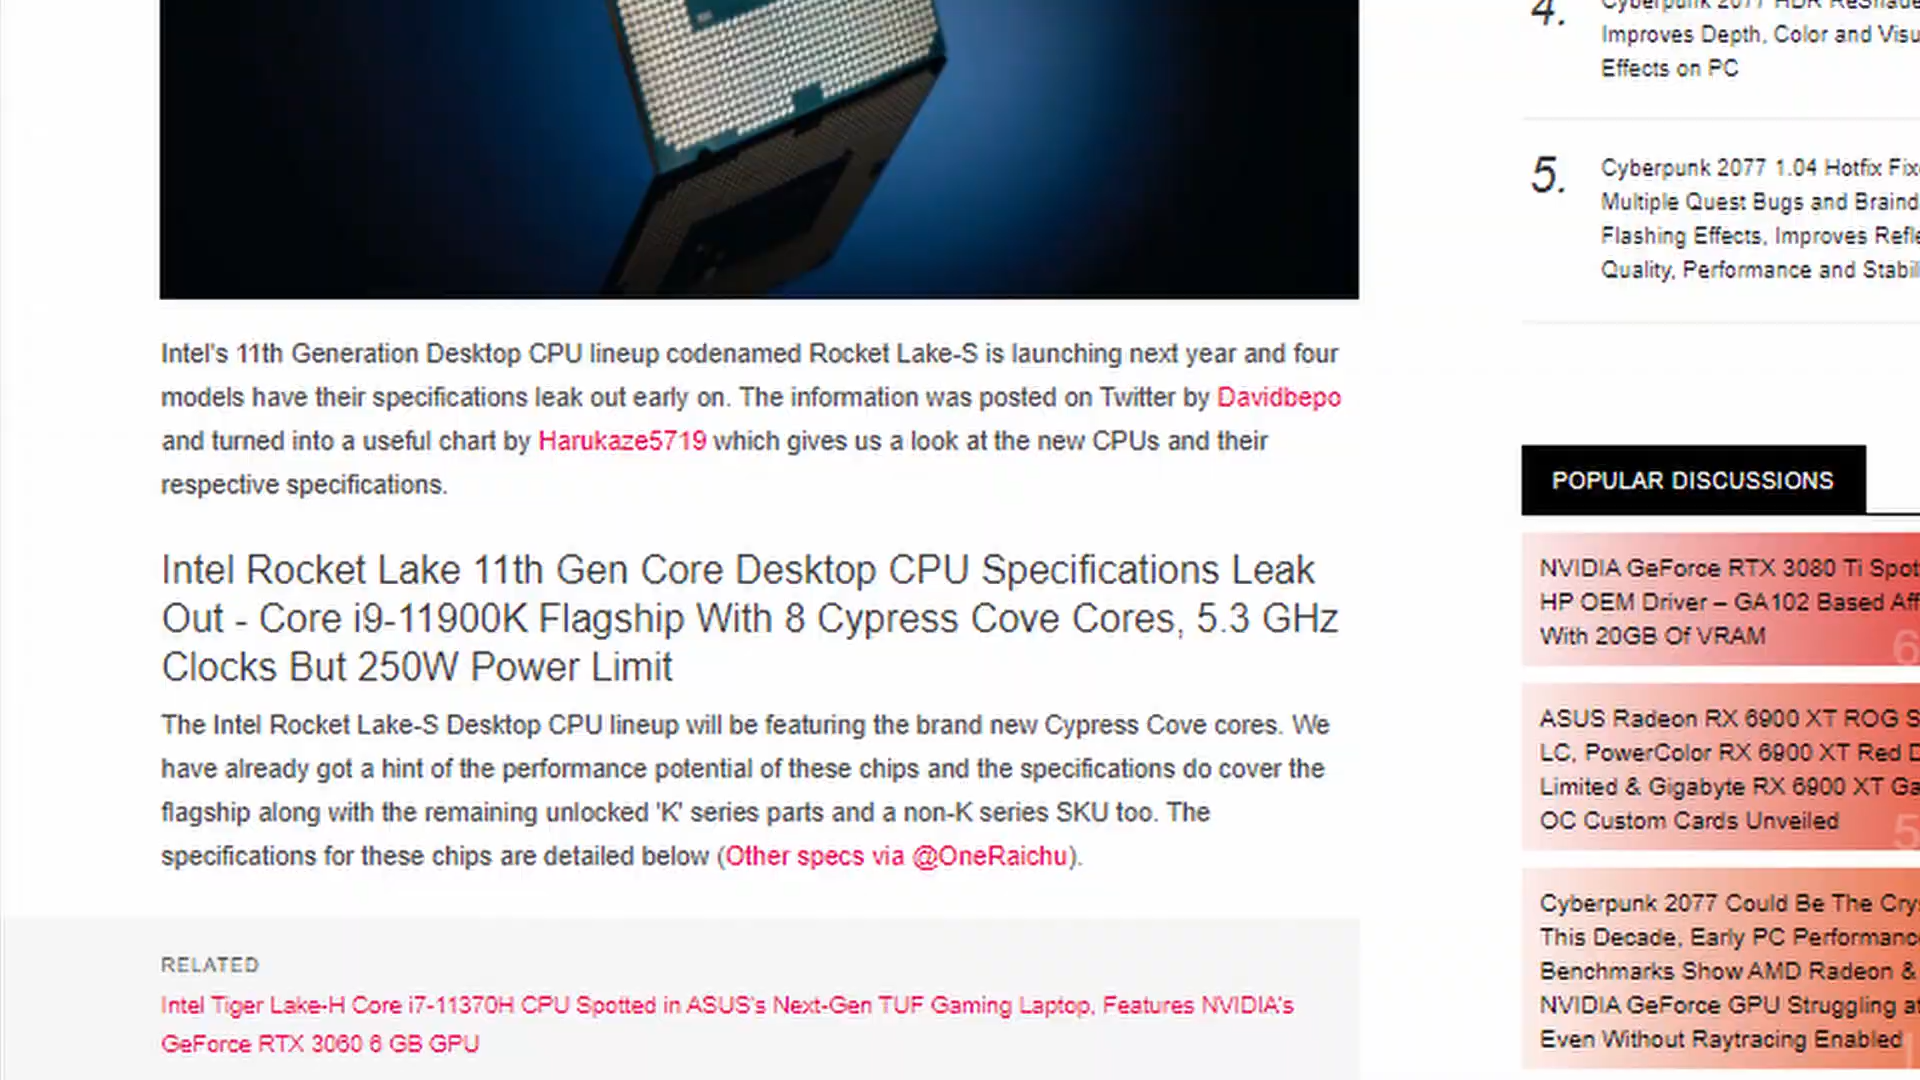 4.
Improves Depth, Color and
Effects on PC
5.
Cyberpunk 2077 1.04 Hotfix
Multiple Quest Bugs and
Flashing Effects, Improves
Quality, Performance and
Intel's 11th Generation Desktop CPU lineup codenamed Rocket Lake-S is launching next year and four
models have their specifications leak out early on. The information was posted on Twitter by Davidbepo
and turned into a useful chart by Harukaze5719 which gives us a look at the new CPUs and their
respective specifications.
Intel Rocket Lake 11th Gen Core Desktop CPU Specifications Leak
Out - Core i9-11900K Flagship With 8 Cypress Cove Cores, 5.3 GHz
Clocks But 250W Power Limit
The Intel Rocket Lake-S Desktop CPU lineup will be featuring the brand new Cypress Cove cores. We
have already got a hint of the performance potential of these chips and the specifications do cover the
flagship along with the remaining unlocked 'K' series parts and a non-K series SKU too. The
specifications for these chips are detailed below (Other specs via @OneRaichu).
RELATED
Intel Tiger Lake-H Core i7-11370H CPU Spotted in ASUS's Next-Gen TUF Gaming Laptop, Features NVIDIA's
GeForce RTX 3060 6 GB GPU
POPULAR DISCUSSIONS
NVIDIA GeForce RTX 3080 Ti
HP OEM Driver – GA102 Based
With 20GB Of VRAM
ASUS Radeon RX 6900 XT ROG
LC, PowerColor RX 6900 XT Red
Limited & Gigabyte RX 6900 XT
OC Custom Cards Unveiled
Cyberpunk 2077 Could Be The
This Decade, Early PC
Benchmarks Show AMD Radeon &
NVIDIA GeForce GPU Struggling
Even Without Raytracing Enabled